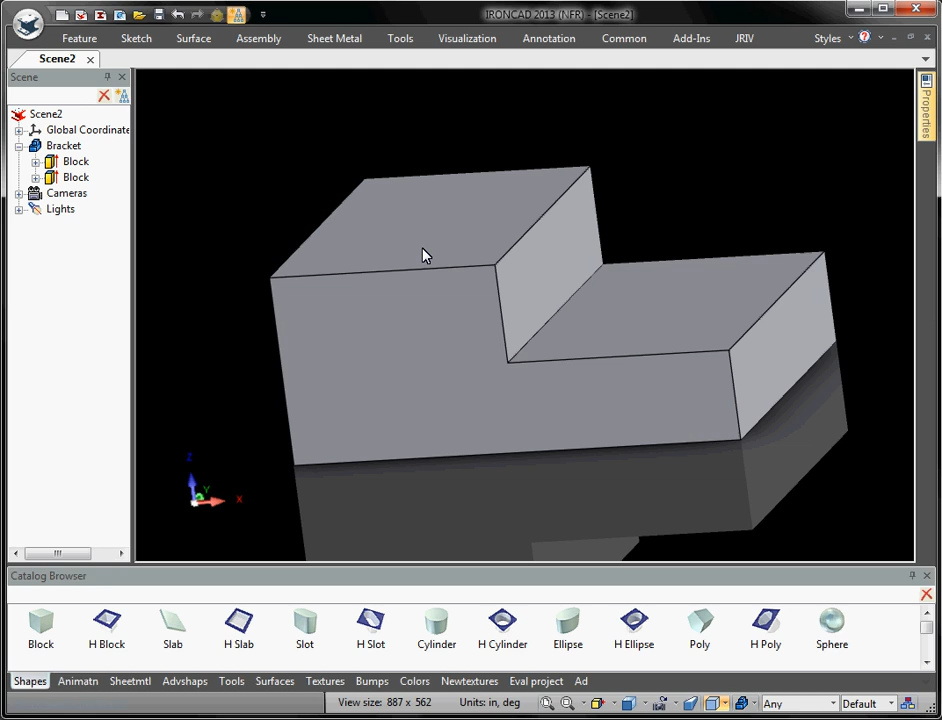 IRONCAD 2013 (NFR) - [Scene2]
Feature Sketch Surface Assembly Sheet Metal Tools Visualization Annotation Common Add-Ins JRIV Styles
Scene2
Scene
Scene2
Global Coordinate
Bracket
Block
Block
Cameras
Lights
Properties
Z
Y
X
Catalog Browser
Block H Block Slab H Slab Slot H Slot Cylinder H Cylinder Ellipse H Ellipse Poly H Poly Sphere
Shapes Animatn Sheetmtl Advshaps Tools Surfaces Textures Bumps Colors Newtextures Eval project Ad
View size: 887 x 562 Units: in, deg Any Default